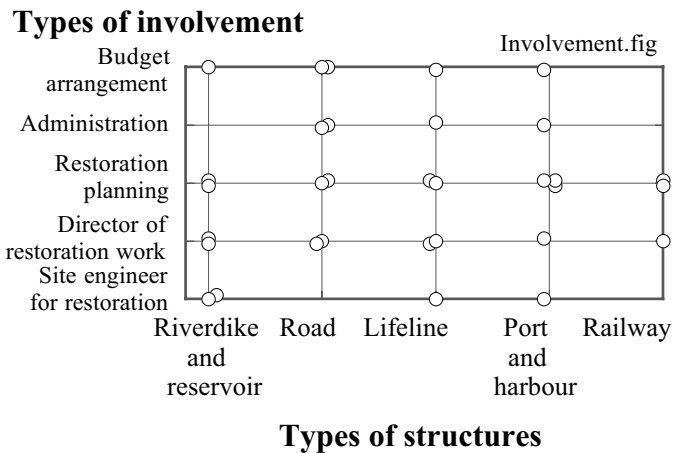 Types of involvement
Involvement.fig
Budget
arrangement
Administration
Restoration
planning
Director of
restoration work
Site engineer
for restoration
Riverdike Road Lifeline Port Railway
and and
reservoir harbour
Types of structures